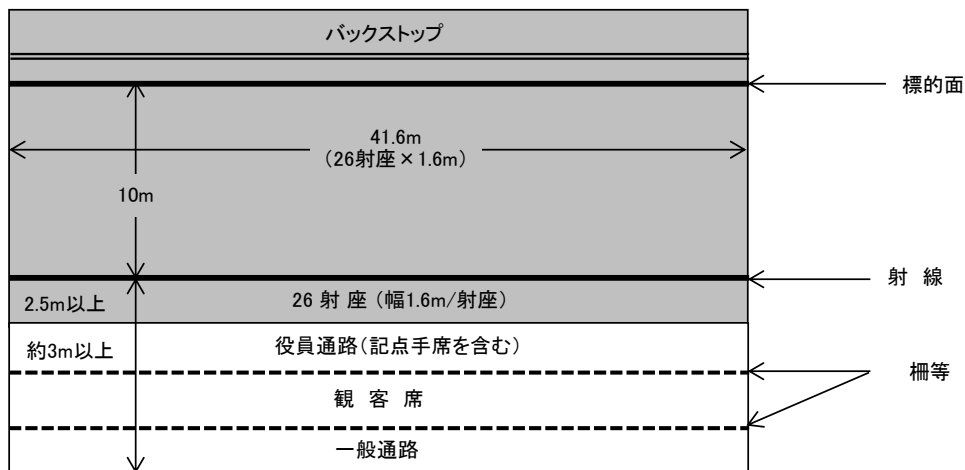 バックストップ
標的面
41.6m
（26射座×1.6m）
10m
射 線
2.5m以上
26 射 座 （幅1.6m/射座）
約3m以上
役員通路（記点手席を含む）
柵等
観 客 席
一般通路